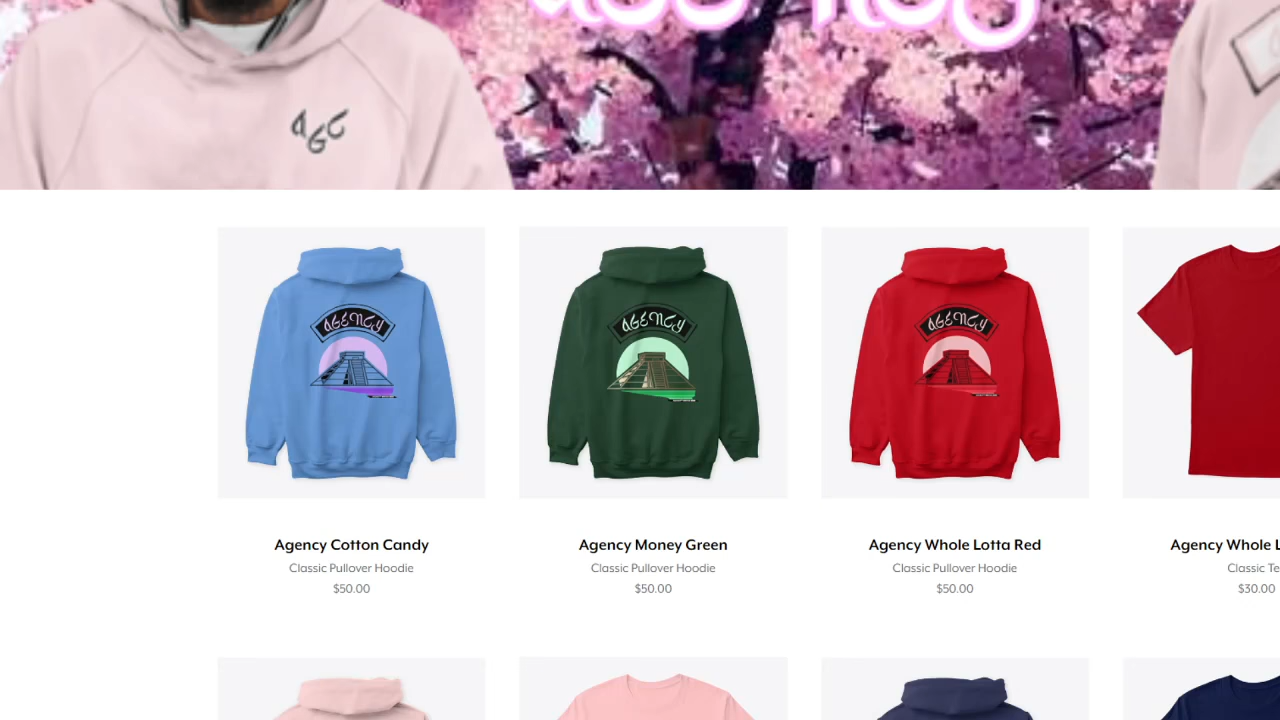 AGC
AGENCY
AGENCY
AGENCY
Agency Cotton Candy
Classic Pullover Hoodie
$50.00
Agency Money Green
Classic Pullover Hoodie
$50.00
Agency Whole Lotta Red
Classic Pullover Hoodie
$50.00
Agency Whole L
Classic Te
$30.00